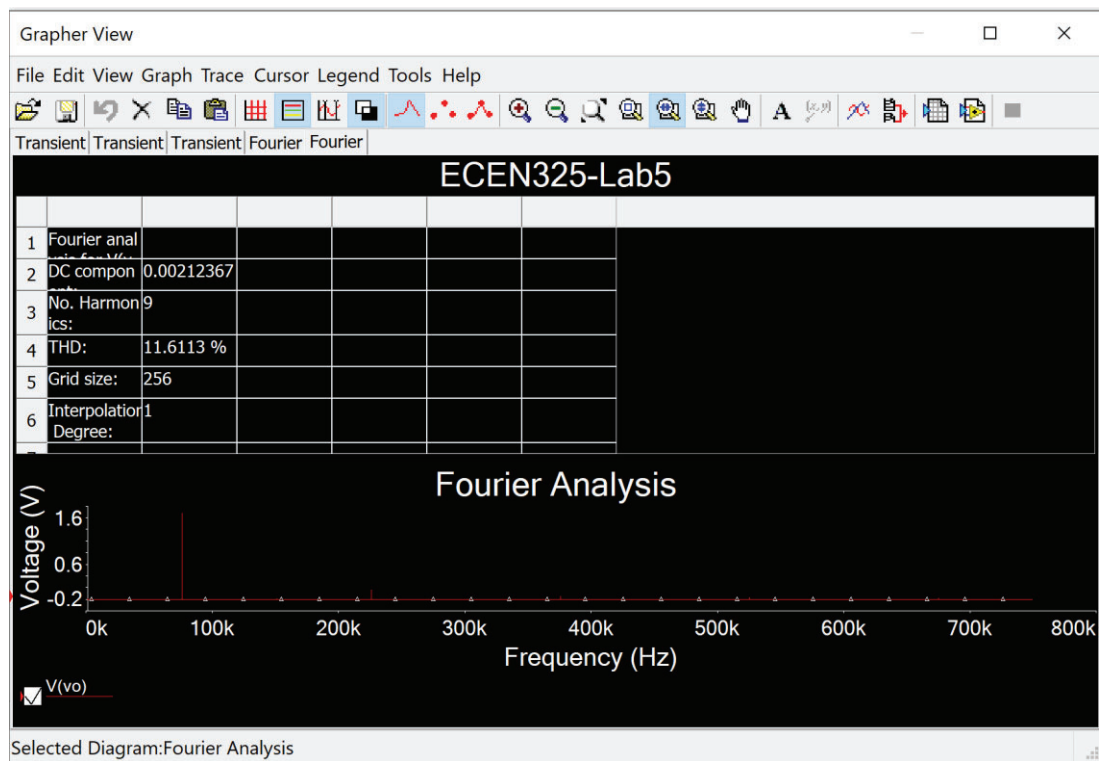 Grapher View
File Edit View Graph Trace Cursor Legend Tools Help
A
Transient Transient Transient Fourier Fourier
ECEN325-Lab5
1 Fourier anal
2 DC compon 0.00212367
3 No. Harmon 9
ics:
4 THD: 11.6113 %
5 Grid size: 256
6 Interpolation 1
Degree:
Fourier Analysis
Voltage (V)
1.6
0.6
-0.2
0k 100k 200k 300k 400k 500k 600k 700k 800k
Frequency (Hz)
V(vo)
Selected Diagram:Fourier Analysis